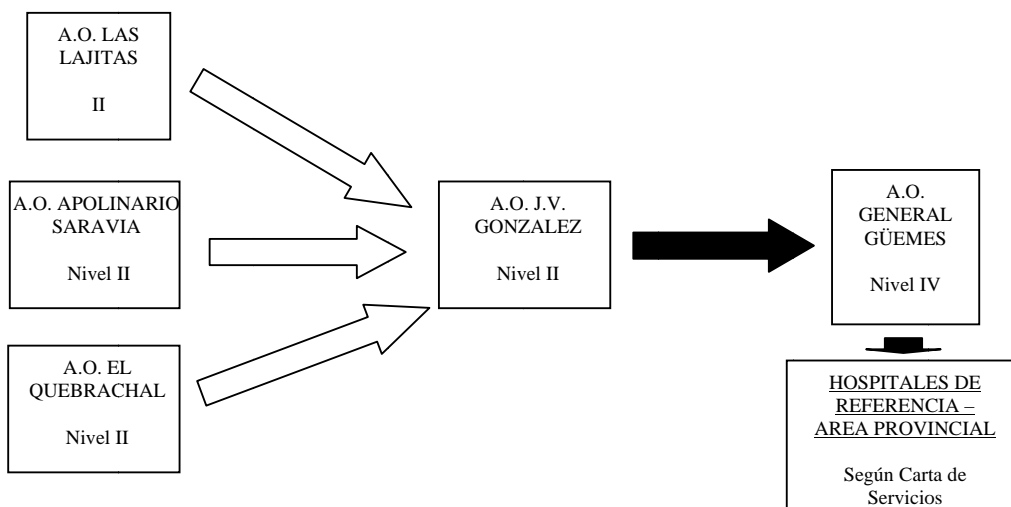 A.O. LAS
LAJITAS
II
A.O. APOLINARIO
SARAVIA
Nivel II
A.O. EL
QUEBRACHAL
Nivel II
A.O. J.V.
GONZALEZ
Nivel II
A.O.
GENERAL
GÜEMES
Nivel IV
HOSPITALES DE
REFERENCIA –
AREA PROVINCIAL
Según Carta de
Servicios